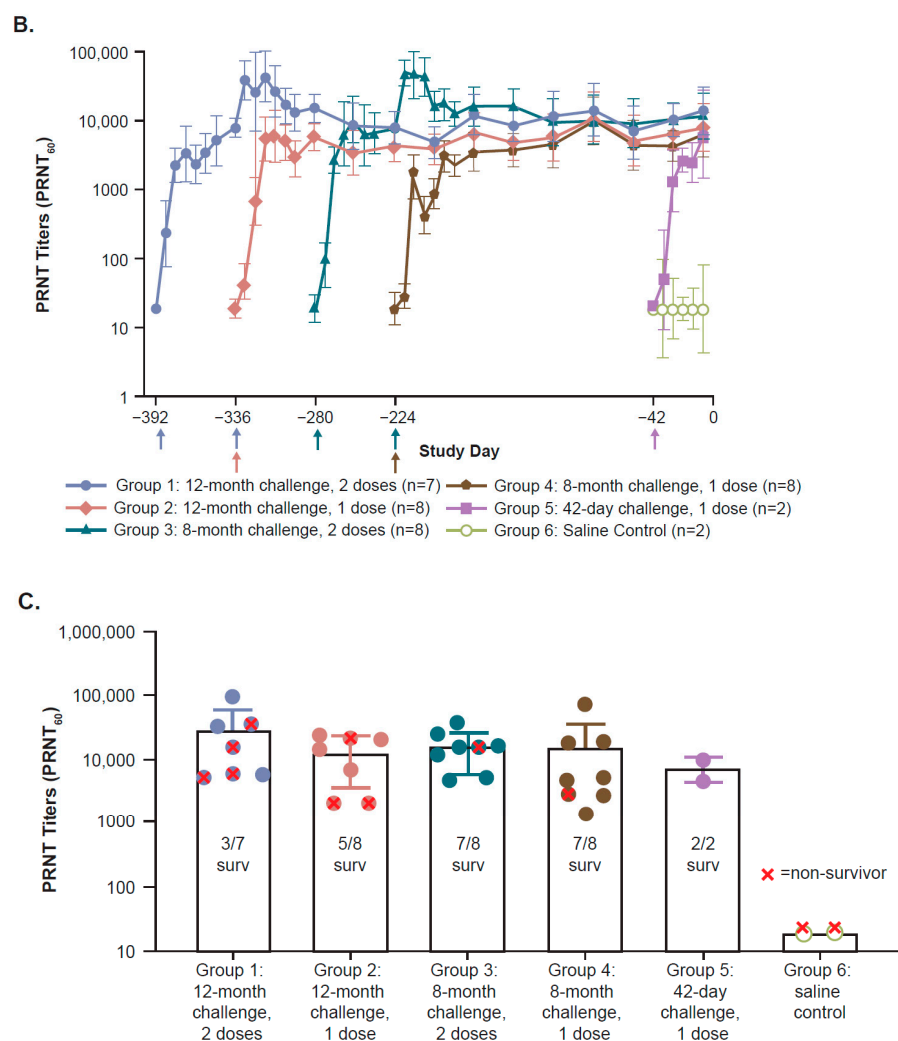 B.
100,000
10,000
1000
100
10
1
PRNT Titers (PRNT60)
−392
−336
−280
−224
−42
0
Study Day
Group 1: 12-month challenge, 2 doses (n=7)
Group 2: 12-month challenge, 1 dose (n=8)
Group 3: 8-month challenge, 2 doses (n=8)
Group 4: 8-month challenge, 1 dose (n=8)
Group 5: 42-day challenge, 1 dose (n=2)
Group 6: Saline Control (n=2)
C.
1,000,000
100,000
10,000
1000
100
10
PRNT Titers (PRNT60)
3/7
surv
5/8
surv
7/8
surv
7/8
surv
2/2
surv
=non-survivor
Group 1:
12-month
challenge,
2 doses
Group 2:
12-month
challenge,
1 dose
Group 3:
8-month
challenge,
2 doses
Group 4:
8-month
challenge,
1 dose
Group 5:
42-day
challenge,
1 dose
Group 6:
saline
control